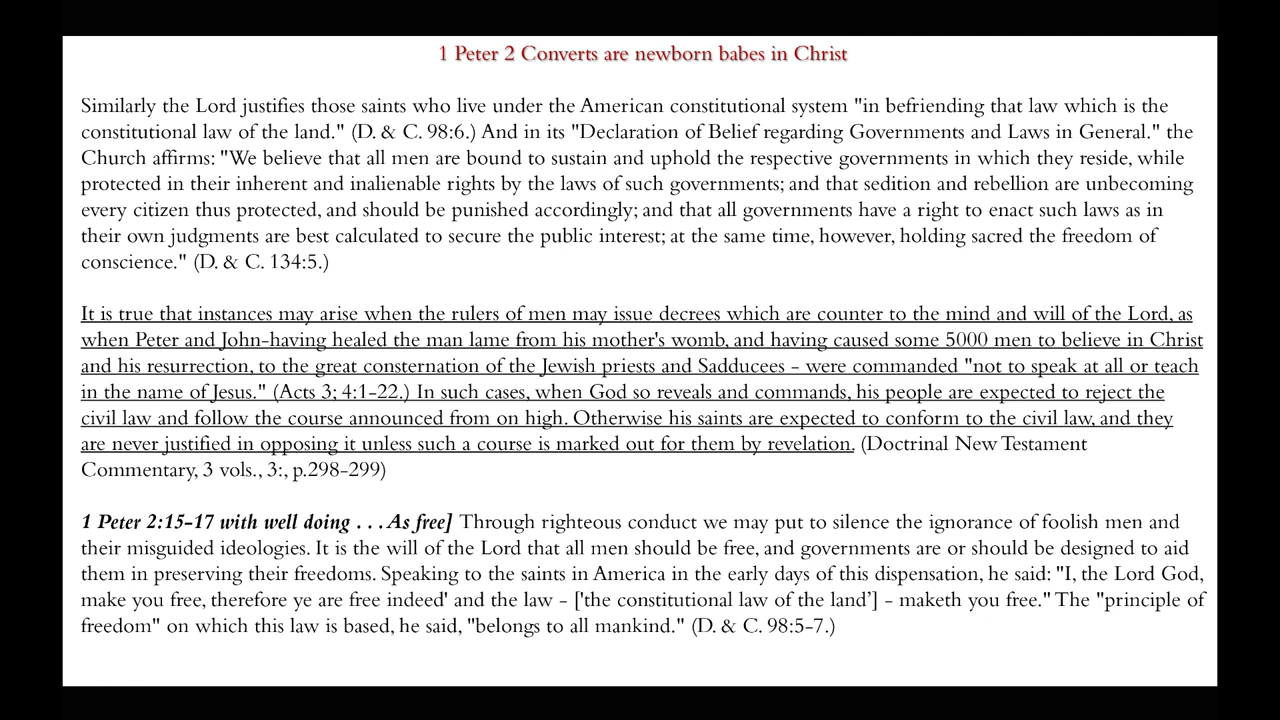 1 Peter 2 Converts are newborn babes in Christ
Similarly the Lord justifies those saints who live under the American constitutional system "in befriending that law which is the
constitutional law of the land." (D. & C. 98:6.) And in its "Declaration of Belief regarding Governments and Laws in General." the
Church affirms: "We believe that all men are bound to sustain and uphold the respective governments in which they reside, while
protected in their inherent and inalienable rights by the laws of such governments; and that sedition and rebellion are unbecoming
every citizen thus protected, and should be punished accordingly; and that all governments have a right to enact such laws as in
their own judgments are best calculated to secure the public interest; at the same time, however, holding sacred the freedom of
conscience." (D. & C. 134:5.)
It is true that instances may arise when the rulers of men may issue decrees which are counter to the mind and will of the Lord, as
when Peter and John-having healed the man lame from his mother's womb, and having caused some 5000 men to believe in Christ
and his resurrection, to the great consternation of the Jewish priests and Sadducees - were commanded "not to speak at all or teach
in the name of Jesus." (Acts 3; 4:1-22.) In such cases, when God so reveals and commands, his people are expected to reject the
civil law and follow the course announced from on high. Otherwise his saints are expected to conform to the civil law, and they
are never justified in opposing it unless such a course is marked out for them by revelation. (Doctrinal New Testament
Commentary, 3 vols., 3:, p.298-299)
1 Peter 2:15-17 with well doing . . . As free] Through righteous conduct we may put to silence the ignorance of foolish men and
their misguided ideologies. It is the will of the Lord that all men should be free, and governments are or should be designed to aid
them in preserving their freedoms. Speaking to the saints in America in the early days of this dispensation, he said: "I, the Lord God,
make you free, therefore ye are free indeed' and the law - ['the constitutional law of the land’] - maketh you free." The "principle of
freedom" on which this law is based, he said, "belongs to all mankind." (D. & C. 98:5-7.)